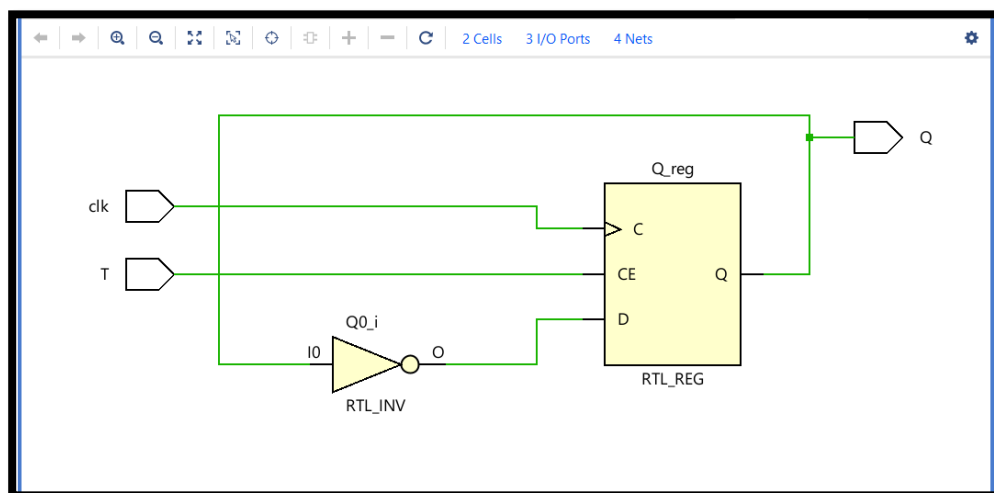 2 Cells 3 I/O Ports 4 Nets
Q
Q_reg
clk
C
T
CE
Q
Q0_i
D
I0
O
RTL_INV
RTL_REG